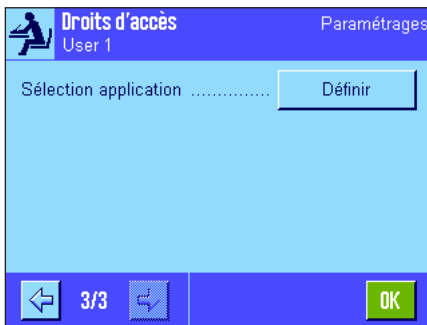 Droits d'accès
Paramétrages
User 1
Sélection application ............... Définir
3/3
OK